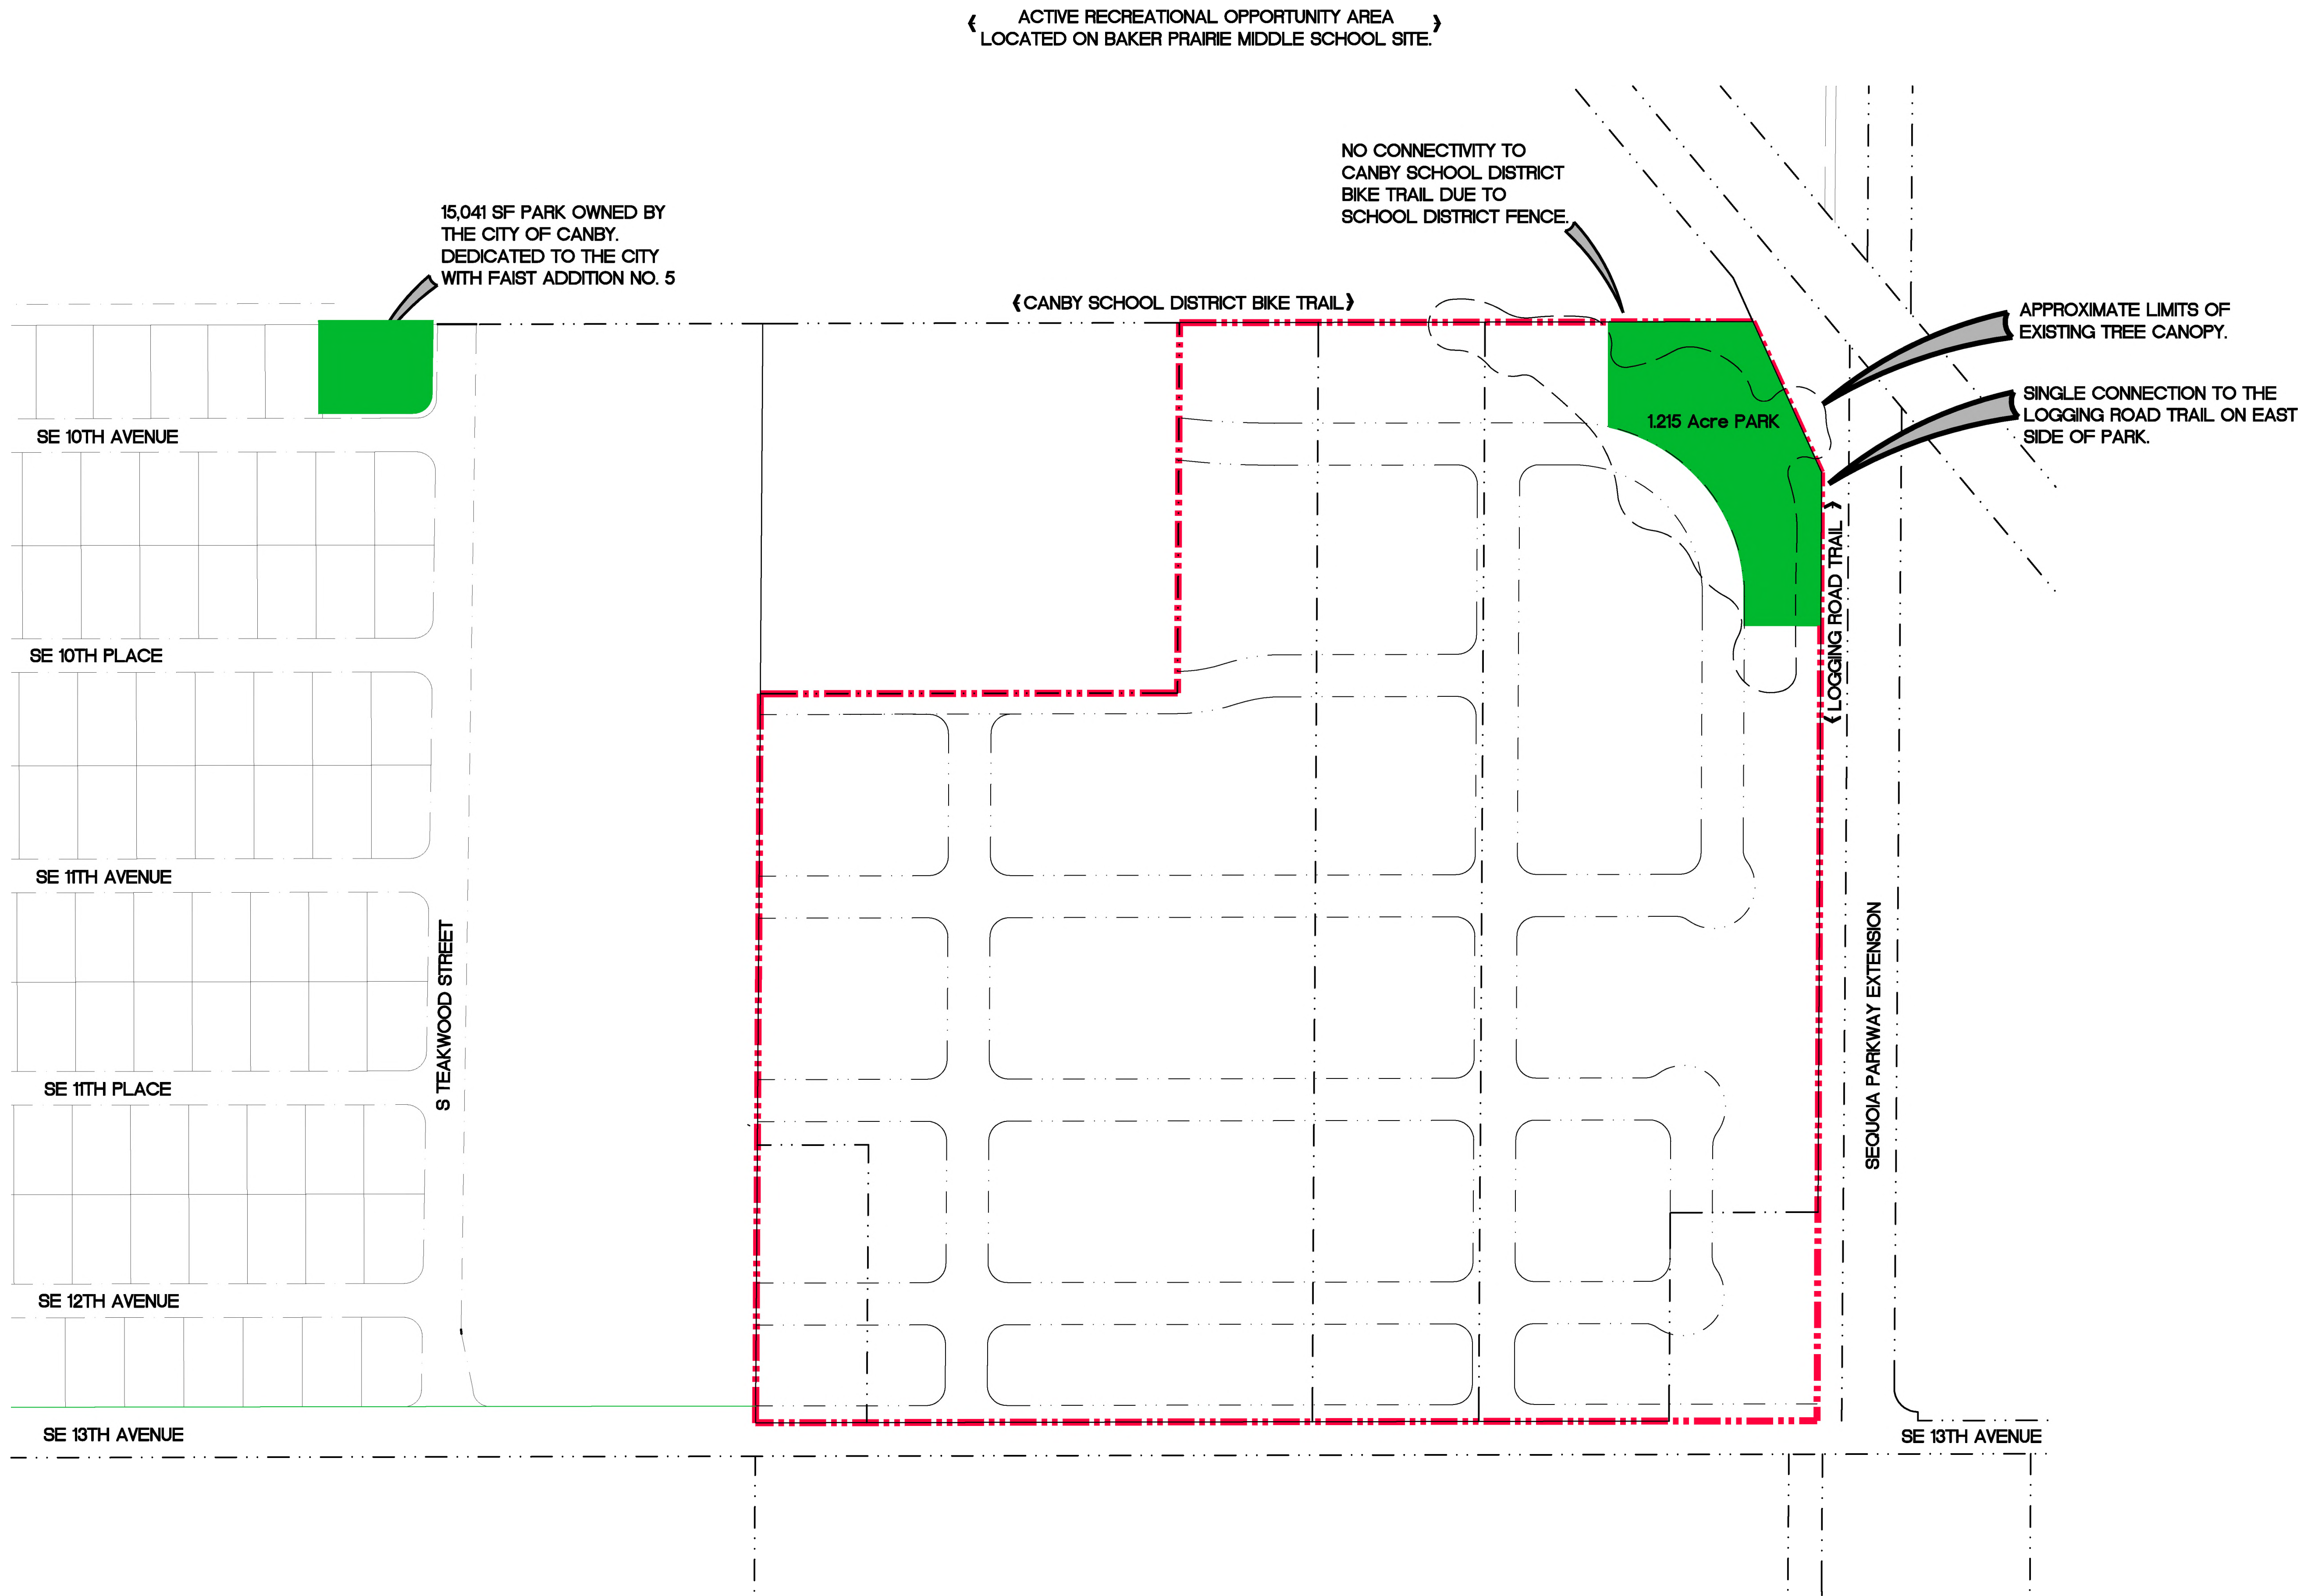 ACTIVE RECREATIONAL OPPORTUNITY AREA
LOCATED ON BAKER PRAIRIE MIDDLE SCHOOL SITE.
NO CONNECTIVITY TO
CANBY SCHOOL DISTRICT
BIKE TRAIL DUE TO
SCHOOL DISTRICT FENCE.
15,041 SF PARK OWNED BY
THE CITY OF CANBY.
DEDICATED TO THE CITY
WITH FAIST ADDITION NO. 5
CANBY SCHOOL DISTRICT BIKE TRAIL
APPROXIMATE LIMITS OF
EXISTING TREE CANOPY.
SINGLE CONNECTION TO THE
LOGGING ROAD TRAIL ON EAST
SIDE OF PARK.
1.215 Acre PARK
SE 10TH AVENUE
LOGGING ROAD TRAIL
SE 10TH PLACE
SE 11TH AVENUE
S TEAKWOOD STREET
SEQUOIA PARKWAY EXTENSION
SE 11TH PLACE
SE 12TH AVENUE
SE 13TH AVENUE
SE 13TH AVENUE